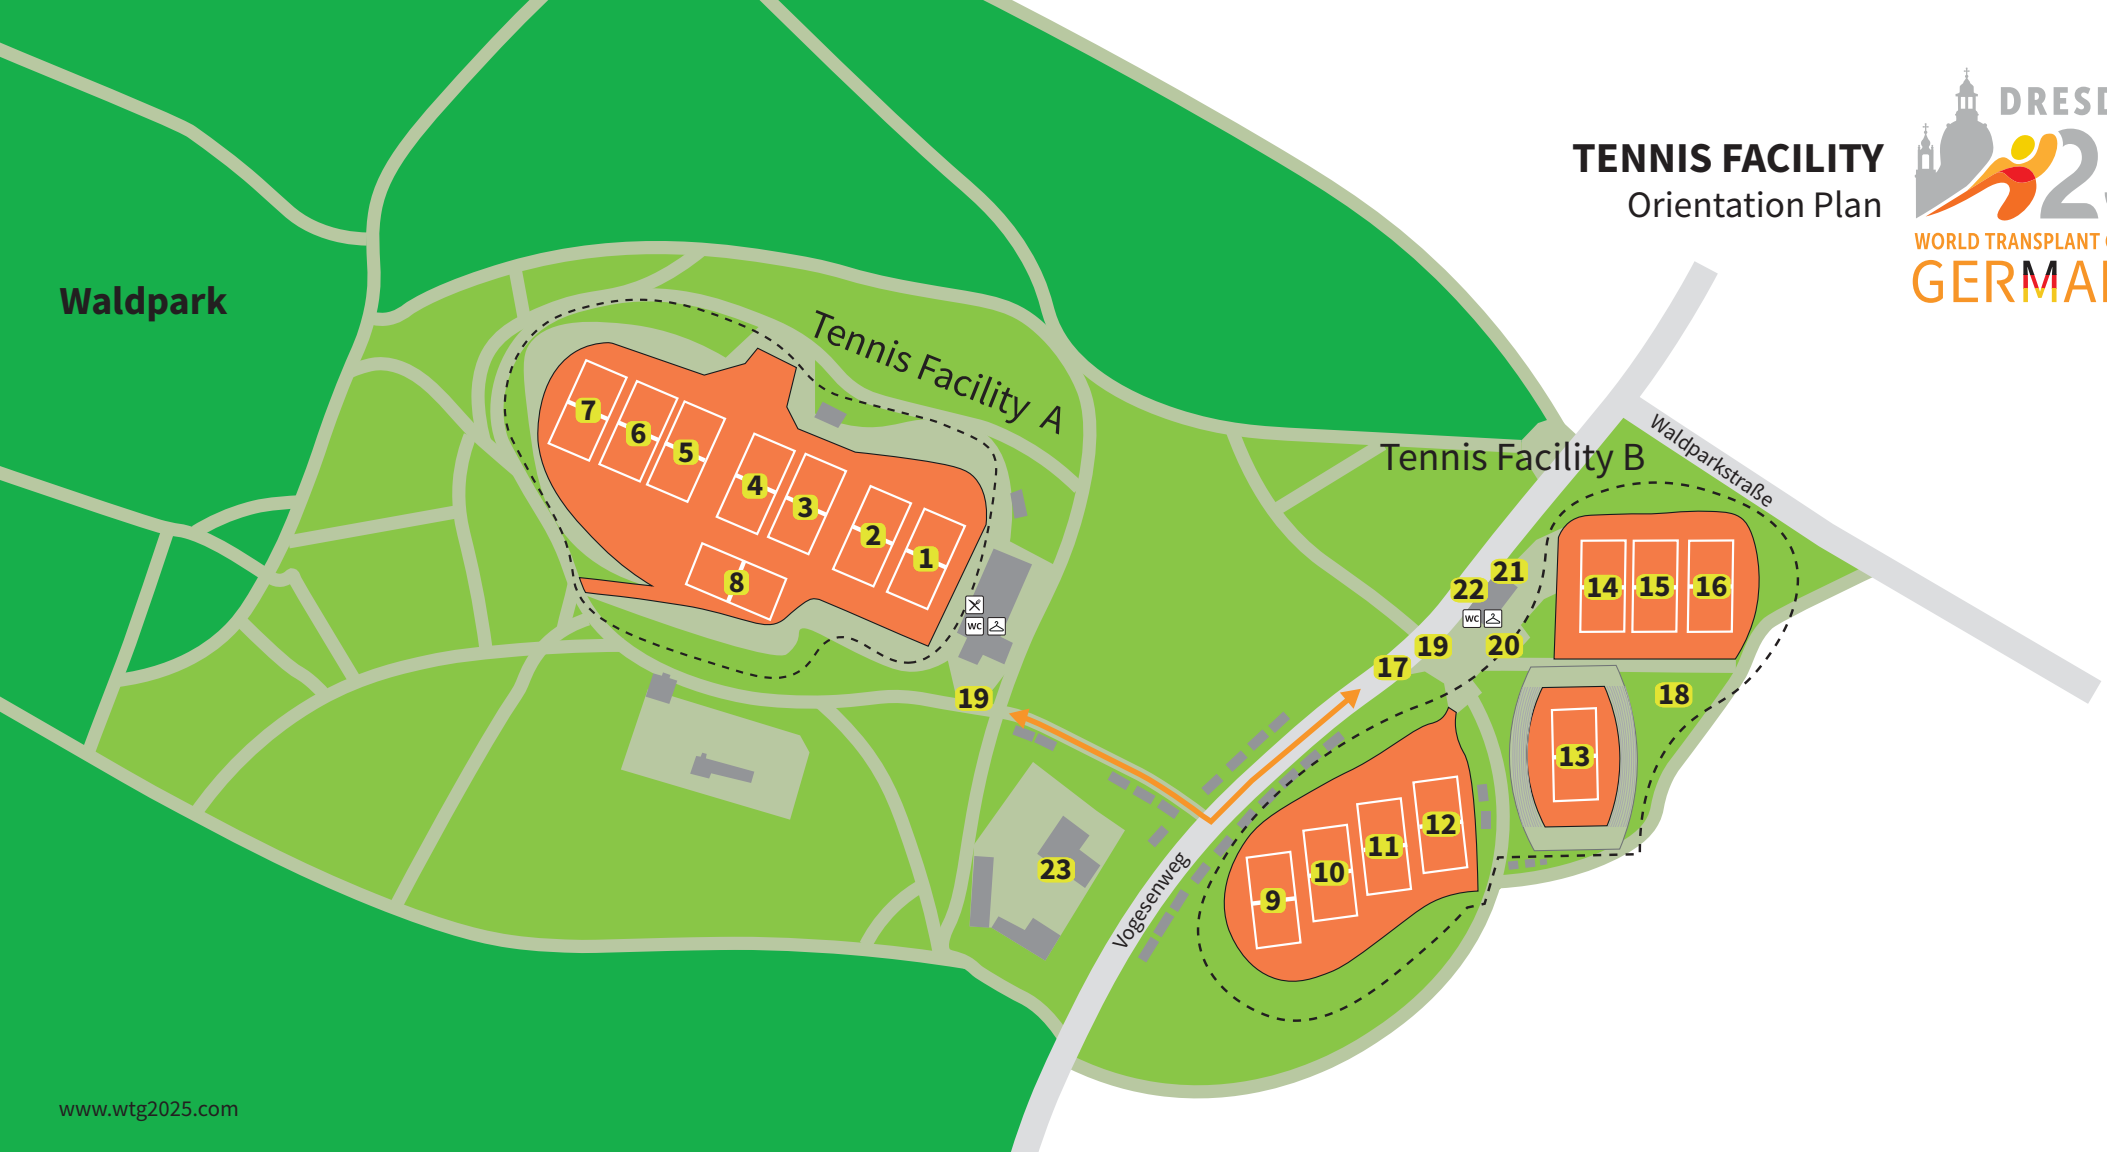 TENNIS FACILITY
Orientation Plan
DRESD
25
WORLD TRANSPLANT
GERMA
Waldpark
Tennis Facility A
Tennis Facility B
Waldparkstraße
Vogesenweg
7
6
5
4
3
2
1
8
WC
19
23
22
21
WC
19
20
17
14
15
16
18
13
12
11
10
9
www.wtg2025.com